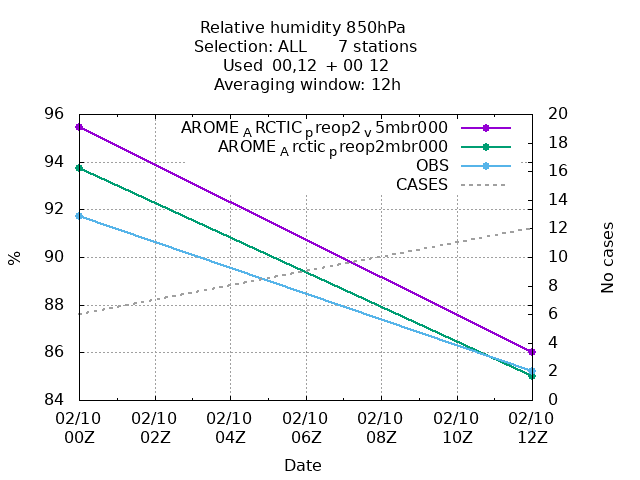 Relative humidity 850hPa
Selection: ALL 7 stations
Used 00,12 + 00 12
Averaging window: 12h
96
94
92
90
88
86
84
%
20
18
16
14
12
10
8
6
4
2
0
No cases
AROME A RCTIC p reop2 v 5mbr000
AROME A rctic p reop2mbr000
OBS
CASES
02/10 02/10 02/10 02/10 02/10 02/10 02/10
00Z 02Z 04Z 06Z 08Z 10Z 12Z
Date